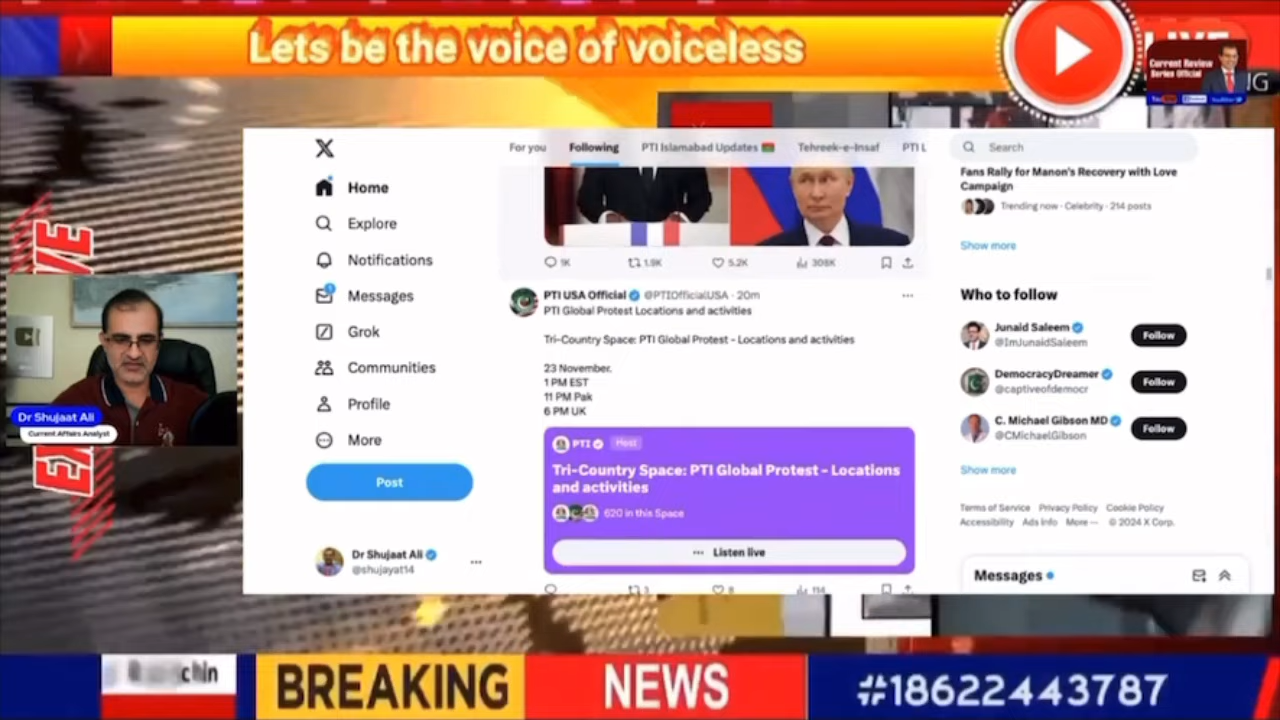 Lets be the voice of voiceless
LIVE
Current Review
Series Official
For you
Following
PTI Islamabad Updates
Tehreek-e-Insaf
PTI L
Search
Home
Explore
Notifications
Messages
Grok
Communities
Profile
More
Post
Dr Shujaat Ali
@shujayat14
1K
1.9K
5.2K
308K
PTI USA Official @PTIOfficialUSA · 20m
PTI Global Protest Locations and activities
Tri-Country Space: PTI Global Protest - Locations and activities
23 November.
1 PM EST
11 PM Pak
6 PM UK
PTI Host
Tri-Country Space: PTI Global Protest - Locations
and activities
620 in this Space
Listen live
3
8
114
Fans Rally for Manon's Recovery with Love
Campaign
Trending now · Celebrity · 214 posts
Show more
Who to follow
Junaid Saleem
@ImJunaidSaleem
Follow
DemocracyDreamer
@captiveofdemocr
Follow
C. Michael Gibson MD
@CMichaelGibson
Follow
Show more
Terms of Service Privacy Policy Cookie Policy
Accessibility Ads Info More ··· © 2024 X Corp.
Messages
Dr Shujaat Ali
Current Affairs Analyst
BREAKING
NEWS
#18622443787